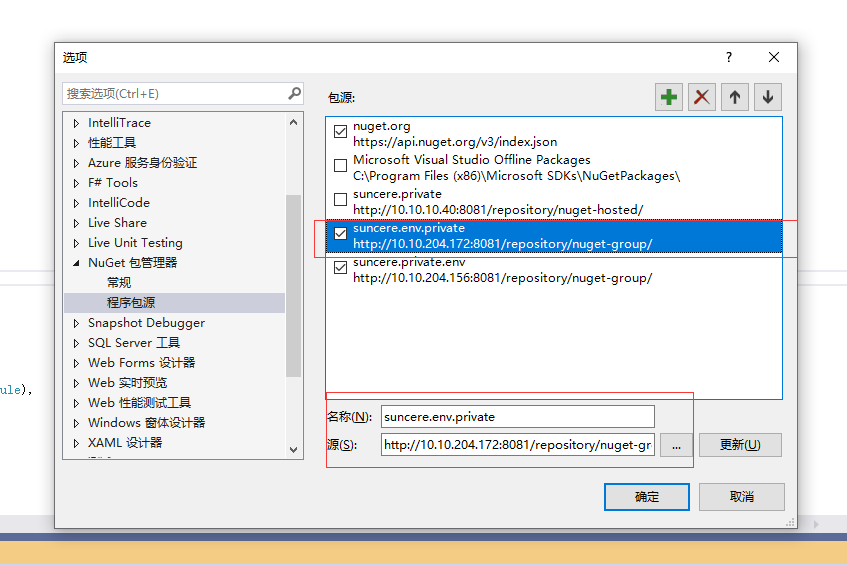 选项
?
搜索选项(Ctrl+E)
IntelliTrace
性能工具
Azure 服务身份验证
F# Tools
IntelliCode
Live Share
Live Unit Testing
NuGet 包管理器
常规
程序包源
Snapshot Debugger
SQL Server 工具
Web Forms 设计器
Web 实时预览
Web 性能测试工具
Windows 窗体设计器
XAML 设计器
包源:
nuget.org
https://api.nuget.org/v3/index.json
Microsoft Visual Studio Offline Packages
C:\Program Files (x86)\Microsoft SDKs\NuGetPackages\
suncere.private
http://10.10.10.40:8081/repository/nuget-hosted/
suncere.env.private
http://10.10.204.172:8081/repository/nuget-group/
suncere.private.env
http://10.10.204.156:8081/repository/nuget-group/
名称(N):
suncere.env.private
源(S):
http://10.10.204.172:8081/repository/nuget-gr
...
更新(U)
确定
取消
ule),